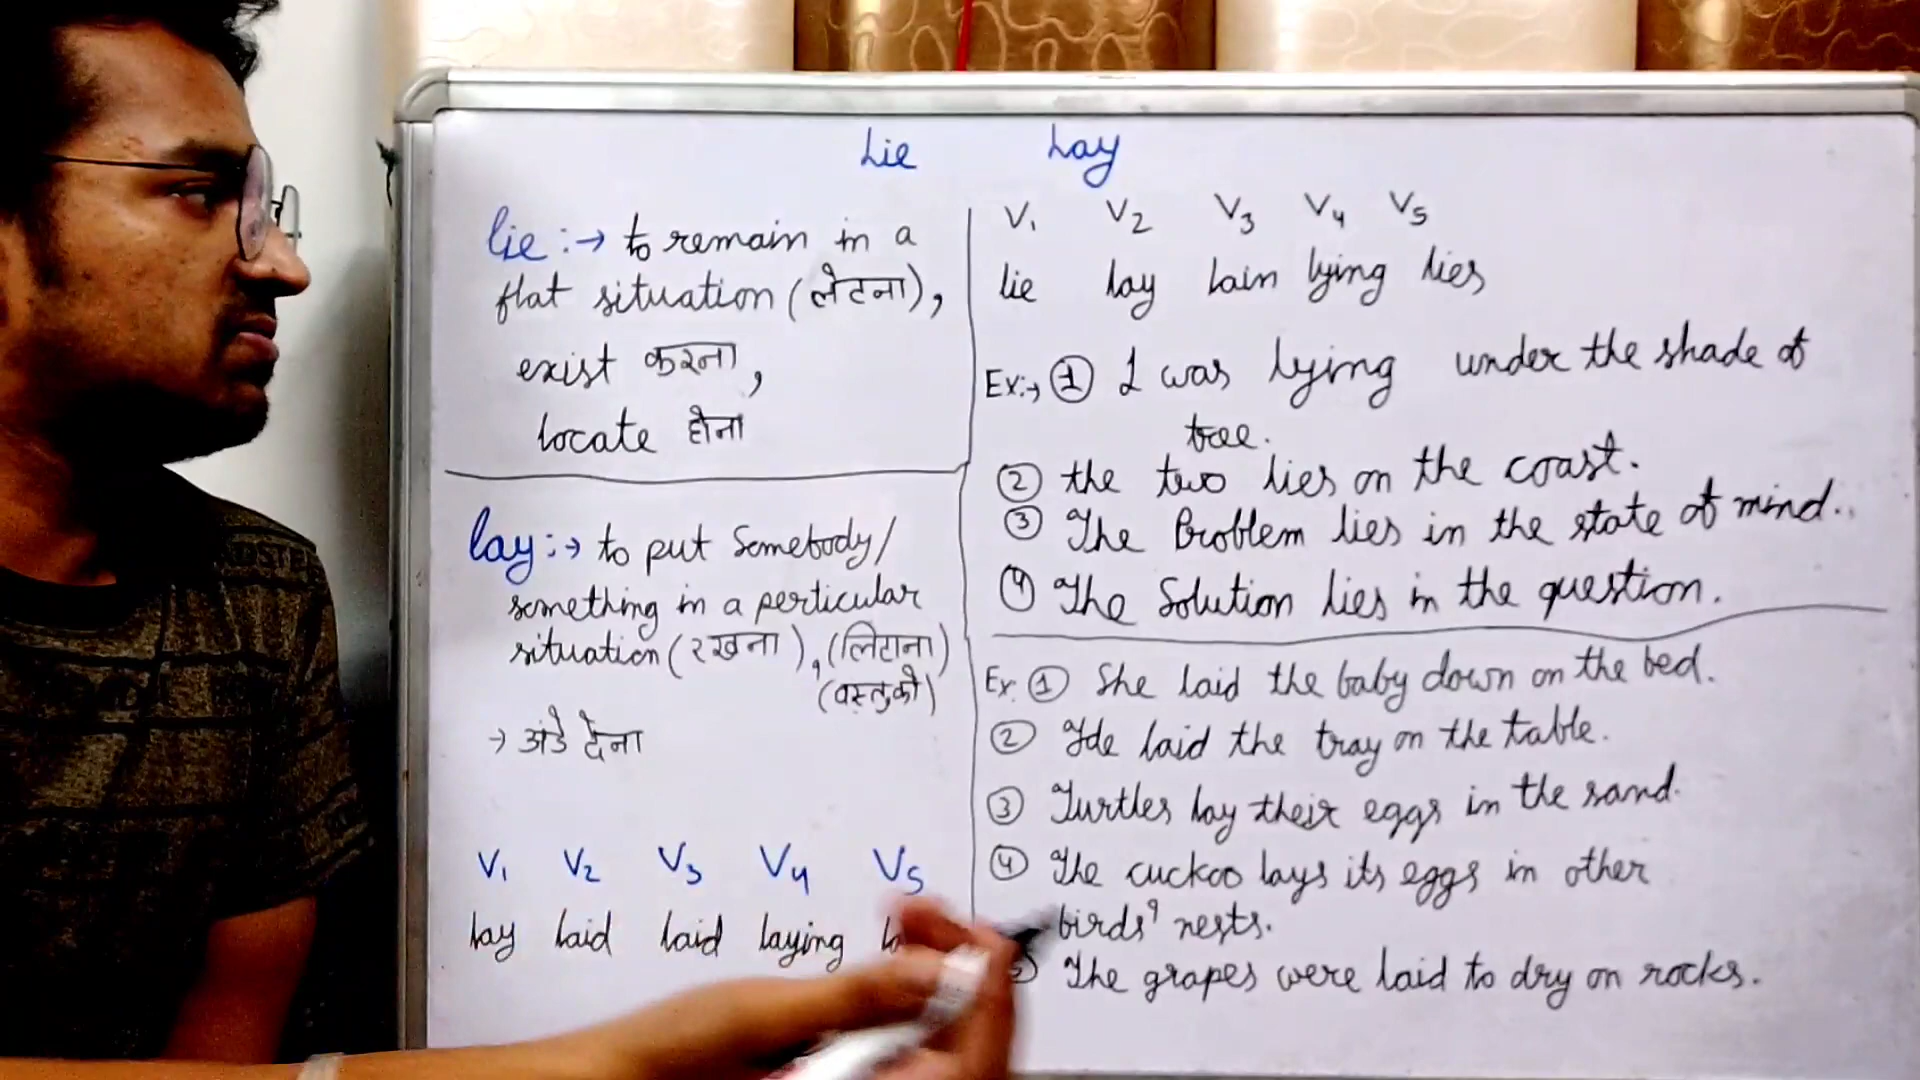 Lie Lay
lie :→ to remain in a
flat situation (लेटना),
exist करना,
locate होना
V1 V2 V3 V4 V5
lie lay lain lying lies
Ex:→ ① I was lying under the shade of
tree.
② the two lies on the coast.
③ The Problem lies in the state of mind..
④ The Solution lies in the question.
lay :→ to put Somebody/
something in a perticular
situation (रखना), (लिटाना)
(वस्तु को)
→ अंडे देना
V1 V2 V3 V4 V5
lay laid laid laying
Ex. ① She laid the baby down on the bed.
② He laid the tray on the table.
③ Turtles lay their eggs in the sand.
④ The cuckoo lays its eggs in other
birds' nests.
The grapes were laid to dry on rocks.